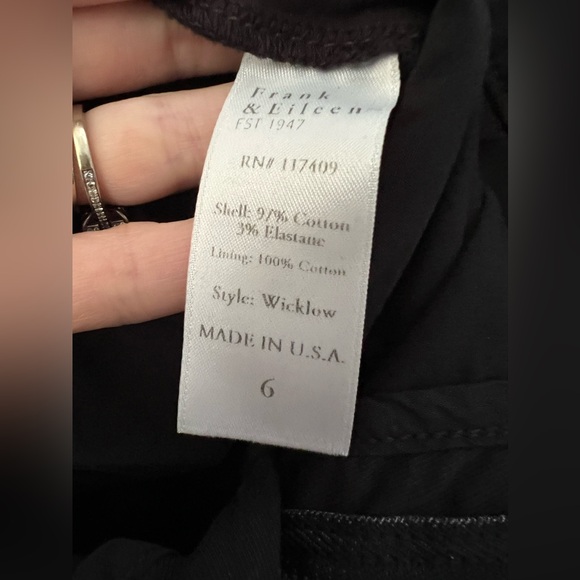 Frank
& Eileen
EST 1947
RN# 117409
Shell: 97% Cotton
3% Elastane
Lining: 100% Cotton
Style: Wicklow
MADE IN U.S.A.
6